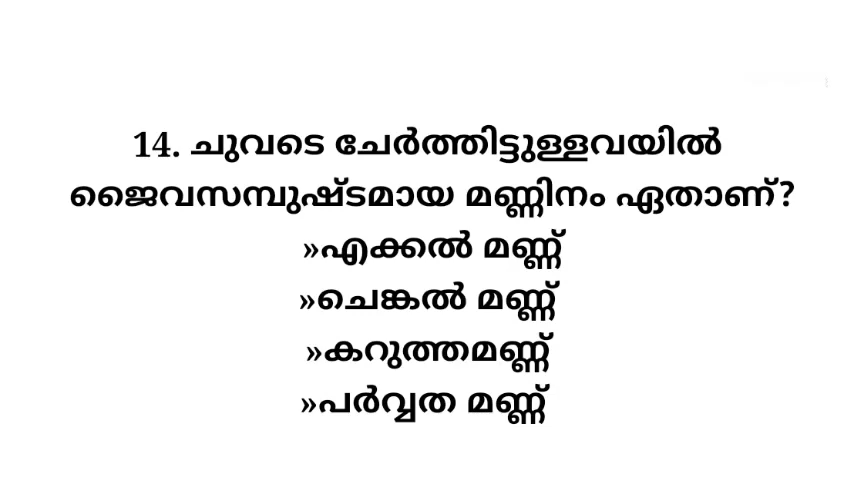 14. ചുവടെ ചേർത്തിട്ടുള്ളവയിൽ
ജൈവസമ്പുഷ്ടമായ മണ്ണിനം ഏതാണ്?
»എക്കൽ മണ്ണ്
»ചെങ്കൽ മണ്ണ്
»കറുത്തമണ്ണ്
»പർവ്വത മണ്ണ്